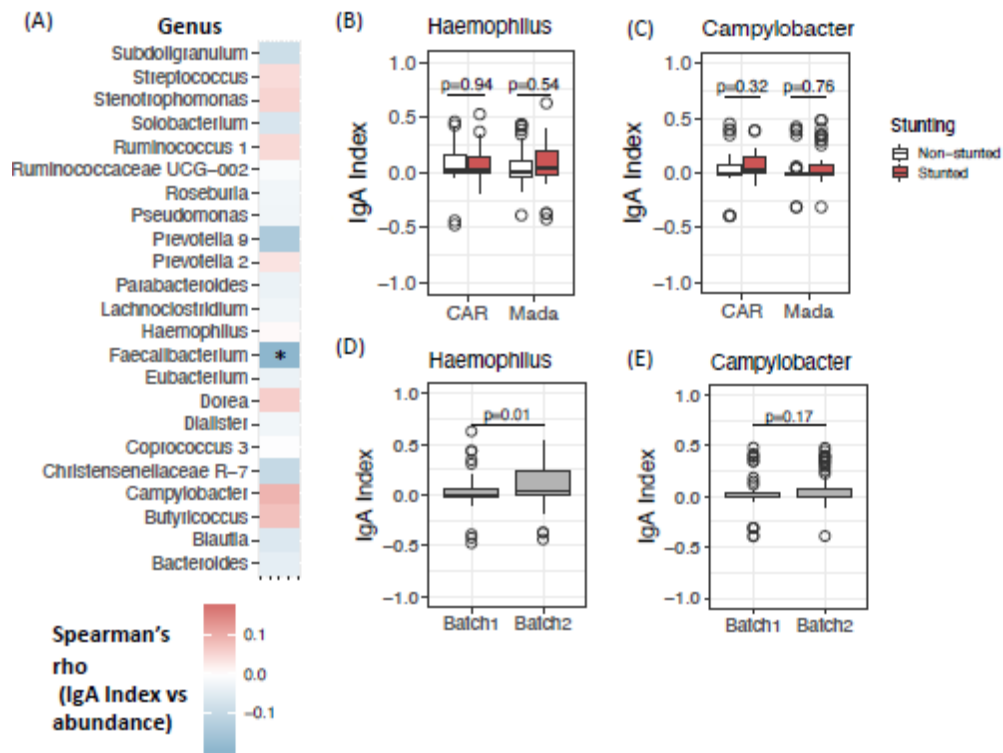 (A)
Genus
Subdoligranulum
Streptococcus
Stenotrophomonas
Solobacterium
Ruminococcus 1
Ruminococcaceae UCG-002
Roseburia
Pseudomonas
Prevotella 9
Prevotella 2
Parabacteroides
Lachnoclostridium
Haemophilus
Faecalibacterium
*
Eubacterium
Dorea
Dialister
Coprococcus 3
Christensenellaceae R-7
Campylobacter
Butyricoccus
Blautia
Bacteroides
Spearman's
rho
(IgA Index vs
abundance)
0.1
0.0
-0.1
(B)
Haemophilus
IgA Index
1.0
0.5
0.0
-0.5
-1.0
p=0.94
p=0.54
CAR
Mada
(C)
Campylobacter
IgA Index
1.0
0.5
0.0
-0.5
-1.0
p=0.32
p=0.76
CAR
Mada
Stunting
Non-stunted
Stunted
(D)
Haemophilus
IgA Index
1.0
0.5
0.0
-0.5
-1.0
p=0.01
Batch1
Batch2
(E)
Campylobacter
IgA Index
1.0
0.5
0.0
-0.5
-1.0
p=0.17
Batch1
Batch2